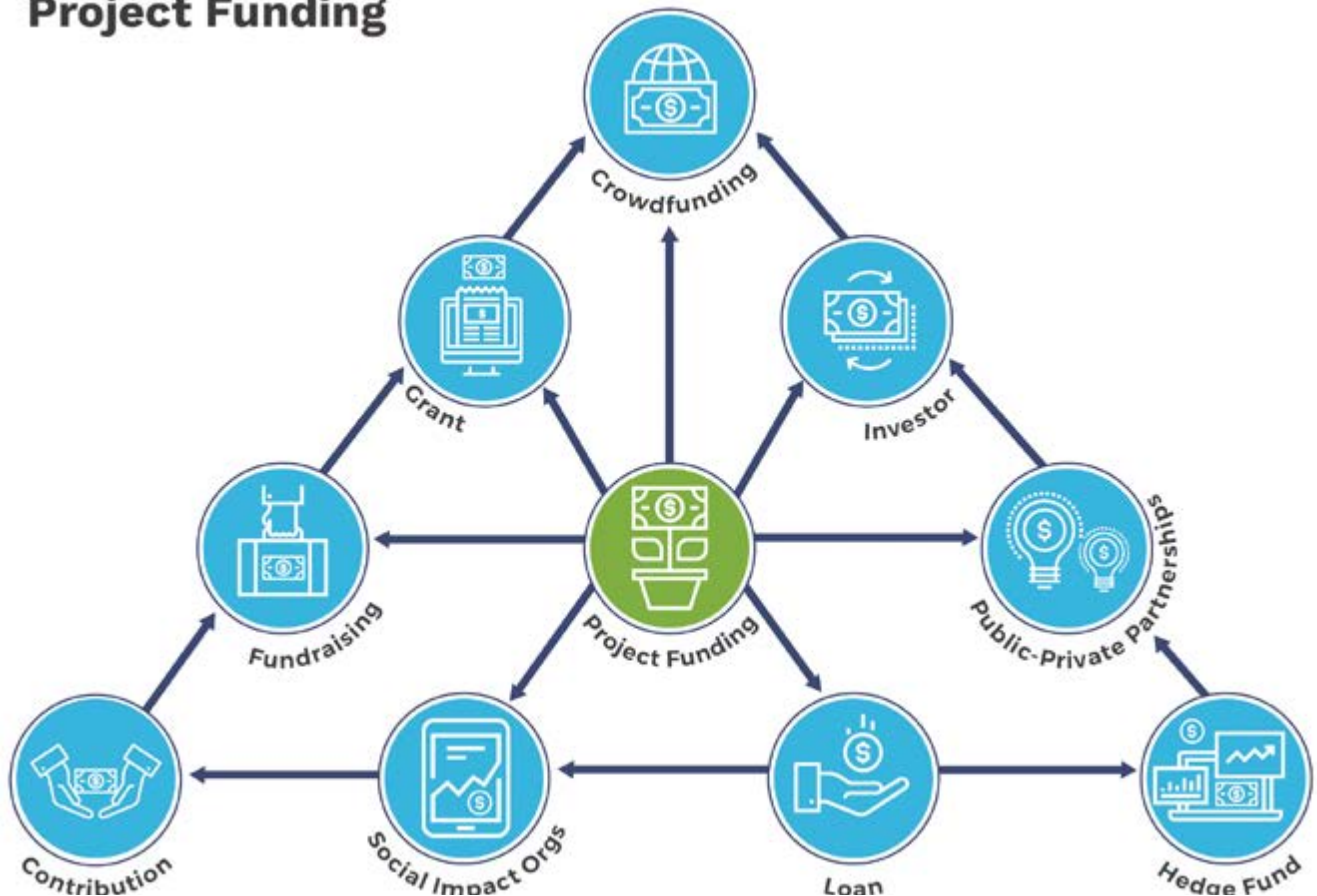 Project Funding
Crowdfunding
Grant
Investor
Fundraising
Project Funding
Public-Private Partnerships
Contribution
Social Impact Orgs
Loan
Hedge Fund